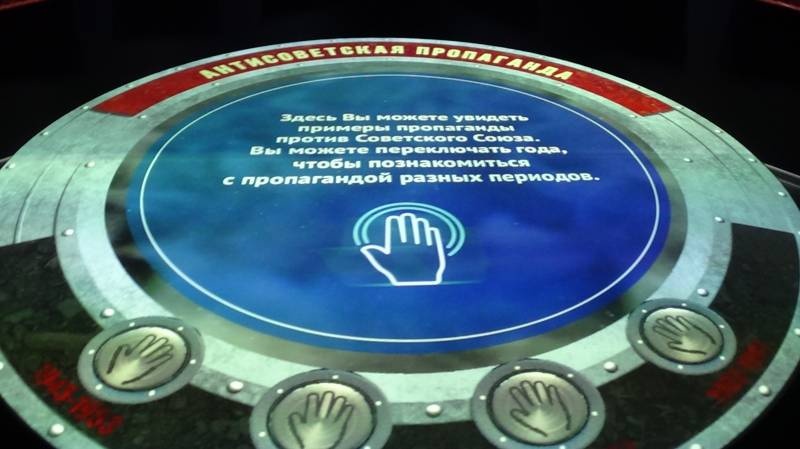 АНТИСОВЕТСКАЯ ПРОПАГАНДА
Здесь Вы можете увидеть
примеры пропаганды
против Советского Союза.
Вы можете переключать года,
чтобы познакомиться
с пропагандой разных периодов.